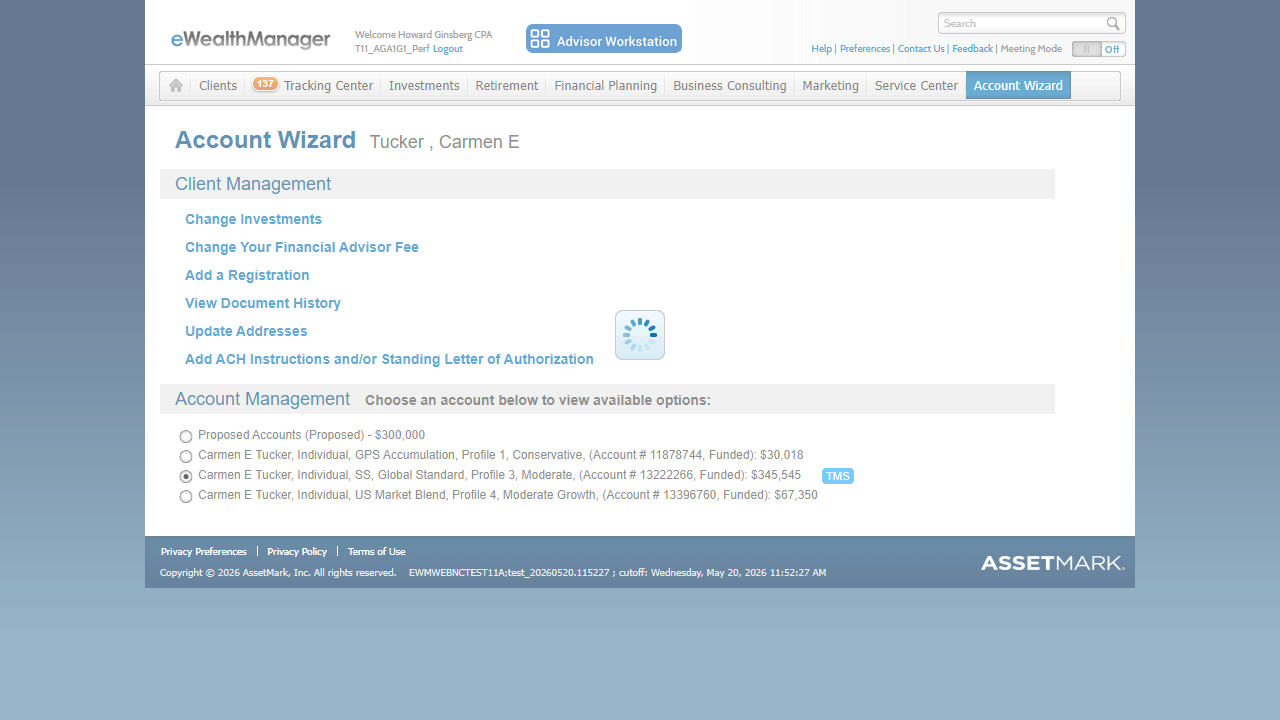 eWealthManager
Welcome Howard Ginsberg CPA
T11_AGA1G1_Perf Logout
Advisor Workstation
Search
Help | Preferences | Contact Us | Feedback | Meeting Mode Off
Clients 137 Tracking Center Investments Retirement Financial Planning Business Consulting Marketing Service Center Account Wizard
Account Wizard Tucker , Carmen E
Client Management
Change Investments
Change Your Financial Advisor Fee
Add a Registration
View Document History
Update Addresses
Add ACH Instructions and/or Standing Letter of Authorization
Account Management Choose an account below to view available options:
Proposed Accounts (Proposed) - $300,000
Carmen E Tucker, Individual, GPS Accumulation, Profile 1, Conservative, (Account # 11878744, Funded): $30,018
Carmen E Tucker, Individual, SS, Global Standard, Profile 3, Moderate, (Account # 13222266, Funded): $345,545 TMS
Carmen E Tucker, Individual, US Market Blend, Profile 4, Moderate Growth, (Account # 13396760, Funded): $67,350
Privacy Preferences | Privacy Policy | Terms of Use
Copyright © 2026 AssetMark, Inc. All rights reserved. EWMWEBNCTEST11A;test_20260520.115227 ; cutoff: Wednesday, May 20, 2026 11:52:27 AM
ASSETMARK.